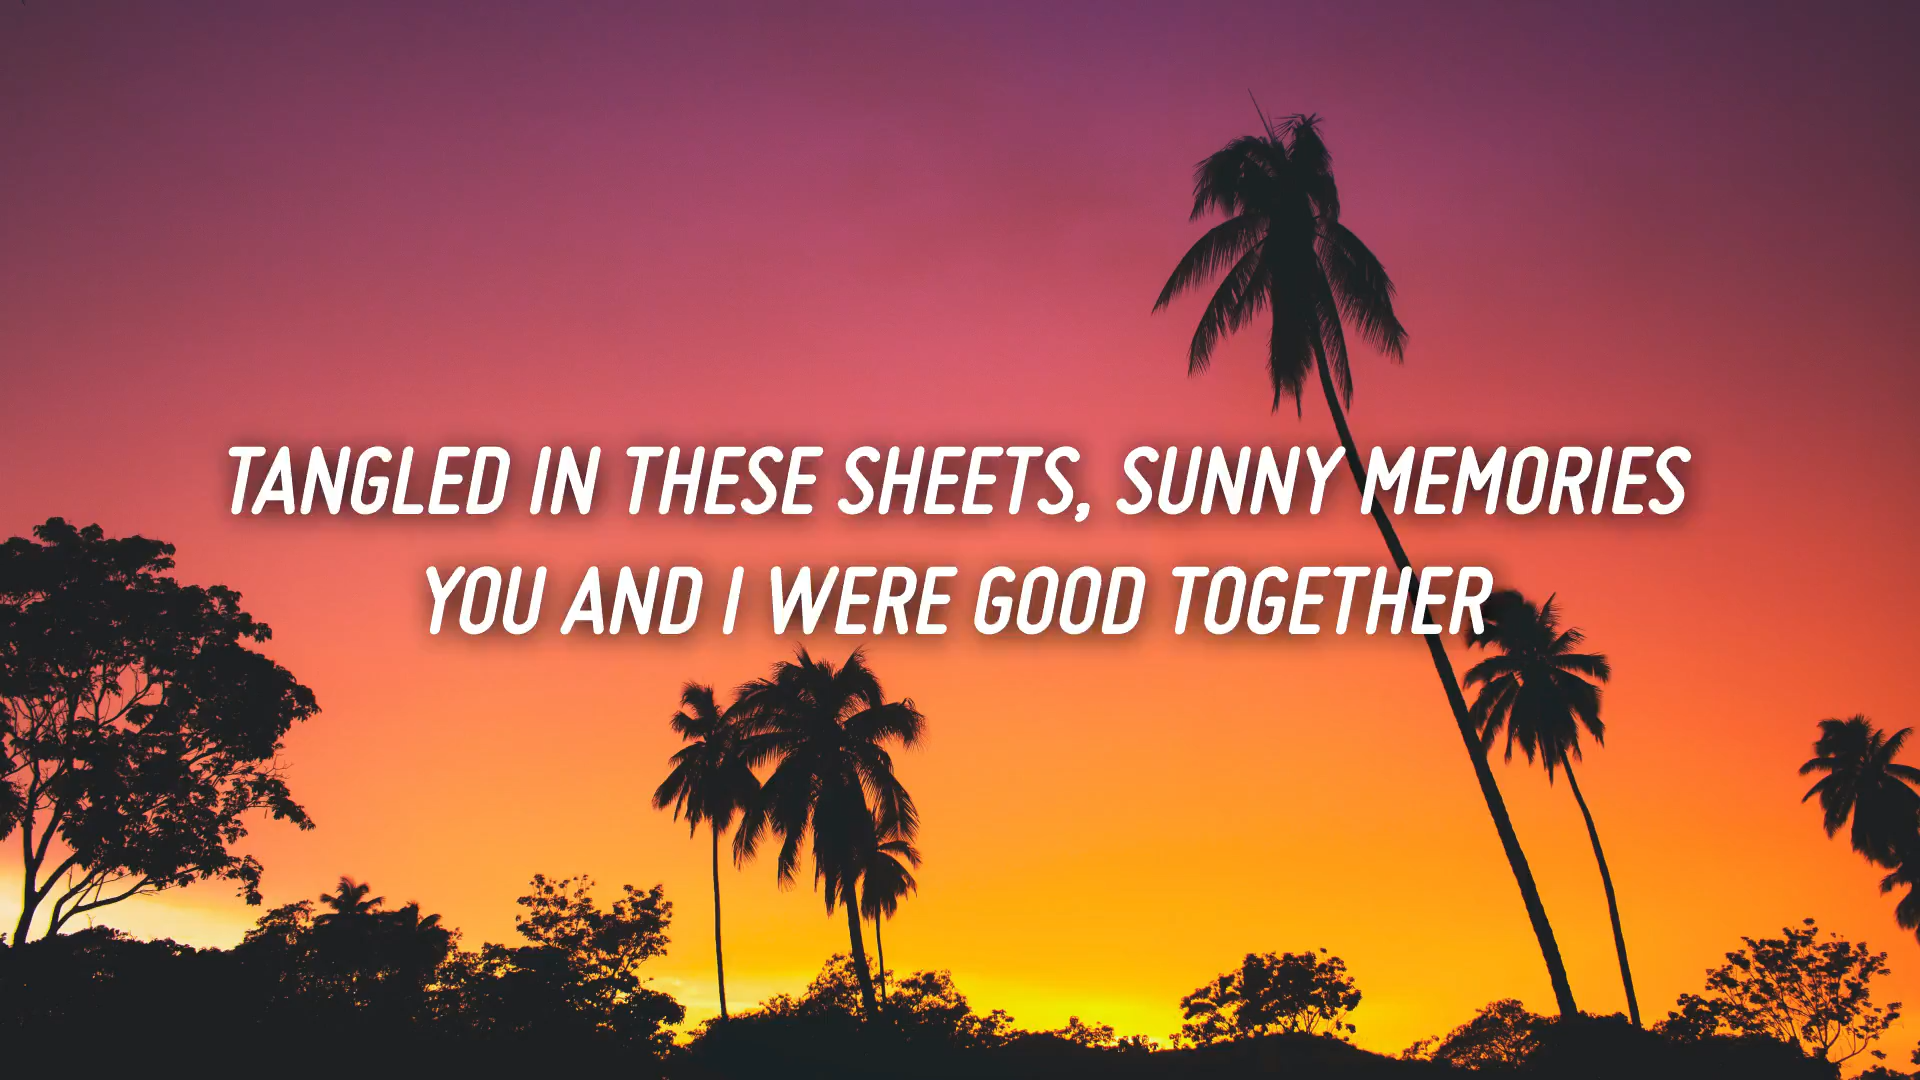 TANGLED IN THESE SHEETS, SUNNY MEMORIES
YOU AND I WERE GOOD TOGETHER